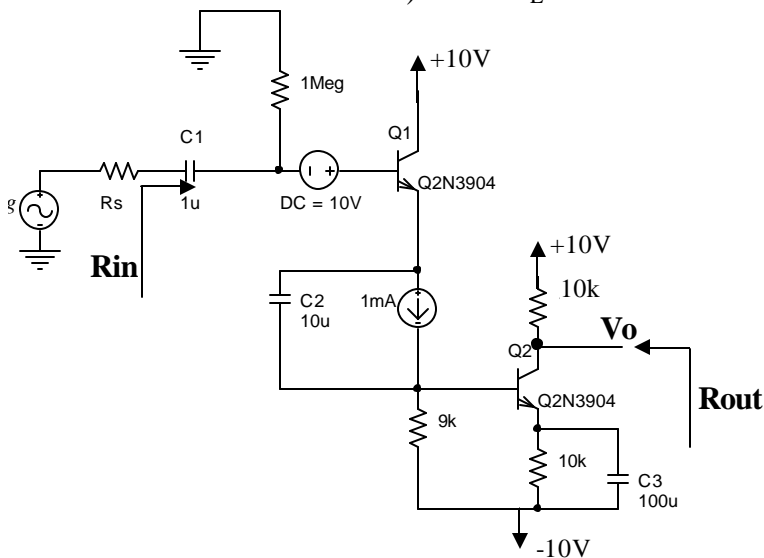 L
+10V
1Meg
C1
Q1
Q2N3904
g
Rs
1u
DC = 10V
Rin
+10V
C2
10u
1mA
10k
Vo
Q2
Q2N3904
Rout
9k
10k
C3
100u
-10V